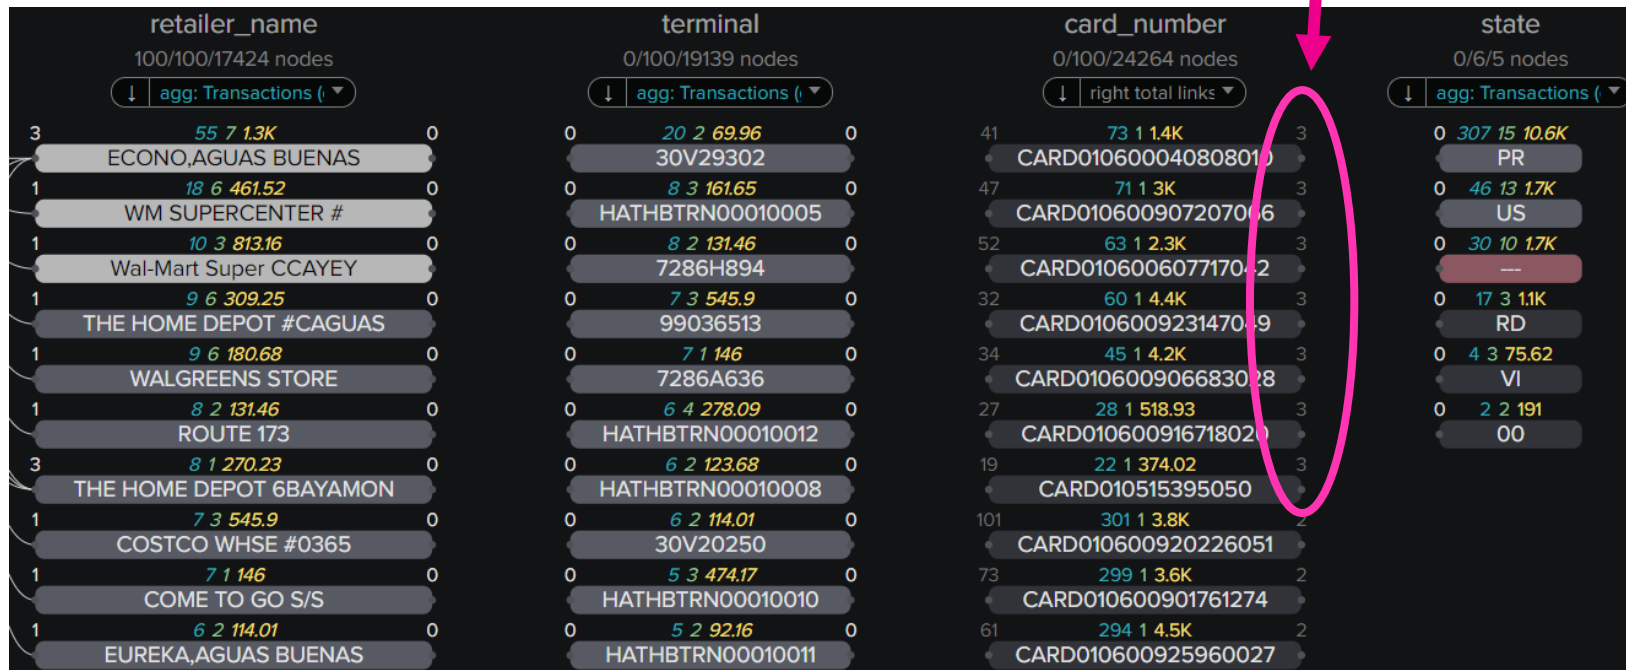 retailer_name terminal card_number state
100/100/17424 nodes 0/100/19139 nodes 0/100/24264 nodes 0/6/5 nodes
↓ agg: Transactions ( ▼ ↓ agg: Transactions ( ▼ ↓ right total links ▼ ↓ agg: Transactions ( ▼
3 55 7 1.3K 0 0 20 2 69.96 0 41 73 1 1.4K 3 0 307 15 10.6K
ECONO,AGUAS BUENAS 30V29302 CARD010600040808010 PR
1 18 6 461.52 0 0 8 3 161.65 0 47 71 1 3K 3 0 46 13 1.7K
WM SUPERCENTER # HATHBTRN00010005 CARD010600907207066 US
1 10 3 813.16 0 0 8 2 131.46 0 52 63 1 2.3K 3 0 30 10 1.7K
Wal-Mart Super CCAYEY 7286H894 CARD010600607717042 ---
1 9 6 309.25 0 0 7 3 545.9 0 32 60 1 4.4K 3 0 17 3 1.1K
THE HOME DEPOT #CAGUAS 99036513 CARD010600923147049 RD
1 9 6 180.68 0 0 7 1 146 0 34 45 1 4.2K 3 0 4 3 75.62
WALGREENS STORE 7286A636 CARD010600906683028 VI
1 8 2 131.46 0 0 6 4 278.09 0 27 28 1 518.93 3 0 2 2 191
ROUTE 173 HATHBTRN00010012 CARD010600916718020 00
3 8 1 270.23 0 0 6 2 123.68 0 19 22 1 374.02 3
THE HOME DEPOT 6BAYAMON HATHBTRN00010008 CARD010515395050
1 7 3 545.9 0 0 6 2 114.01 0 101 301 1 3.8K 2
COSTCO WHSE #0365 30V20250 CARD010600920226051
1 7 1 146 0 0 5 3 474.17 0 73 299 1 3.6K 2
COME TO GO S/S HATHBTRN00010010 CARD010600901761274
1 6 2 114.01 0 0 5 2 92.16 0 61 294 1 4.5K 2
EUREKA,AGUAS BUENAS HATHBTRN00010011 CARD010600925960027